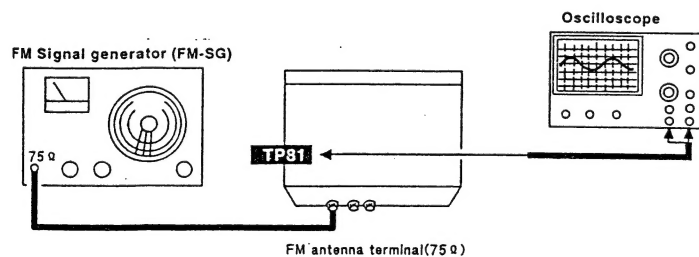 Oscilloscope
FM Signal generator (FM-SG)
75Ω
TP81
FM antenna terminal(75Ω)